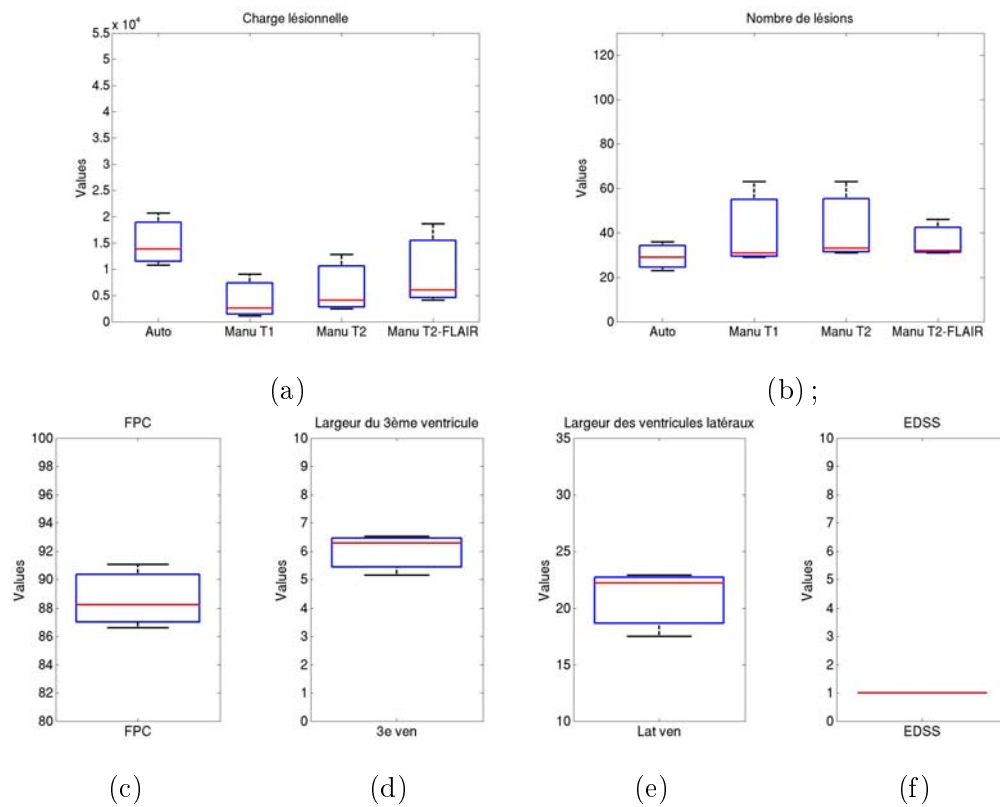 Charge lésionnelle
x 10⁴
5.5
5
4.5
4
3.5
3
2.5
2
1.5
1
0.5
0
Values
Auto Manu T1 Manu T2 Manu T2-FLAIR
(a)
Nombre de lésions
120
100
80
60
40
20
0
Values
Auto Manu T1 Manu T2 Manu T2-FLAIR
(b) ;
FPC
100
98
96
94
92
90
88
86
84
82
80
Values
FPC
(c)
Largeur du 3ème ventricule
10
9
8
7
6
5
4
3
2
1
0
Values
3e ven
(d)
Largeur des ventricules latéraux
35
30
25
20
15
10
Values
Lat ven
(e)
EDSS
10
9
8
7
6
5
4
3
2
1
0
Values
EDSS
(f)